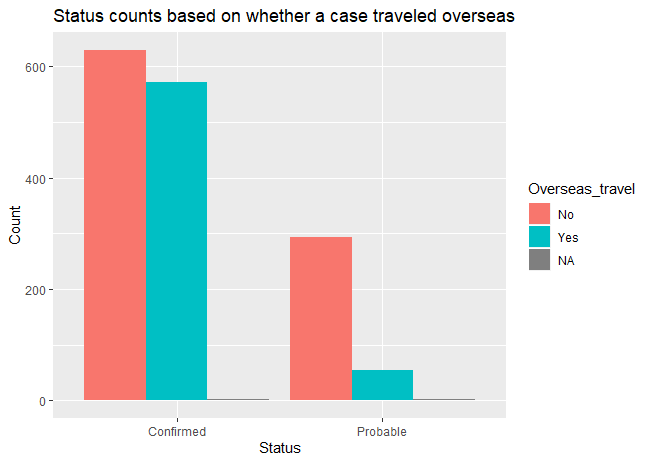 Status counts based on whether a case traveled overseas
600
400
200
0
Count
Confirmed
Probable
Status
Overseas_travel
No
Yes
NA